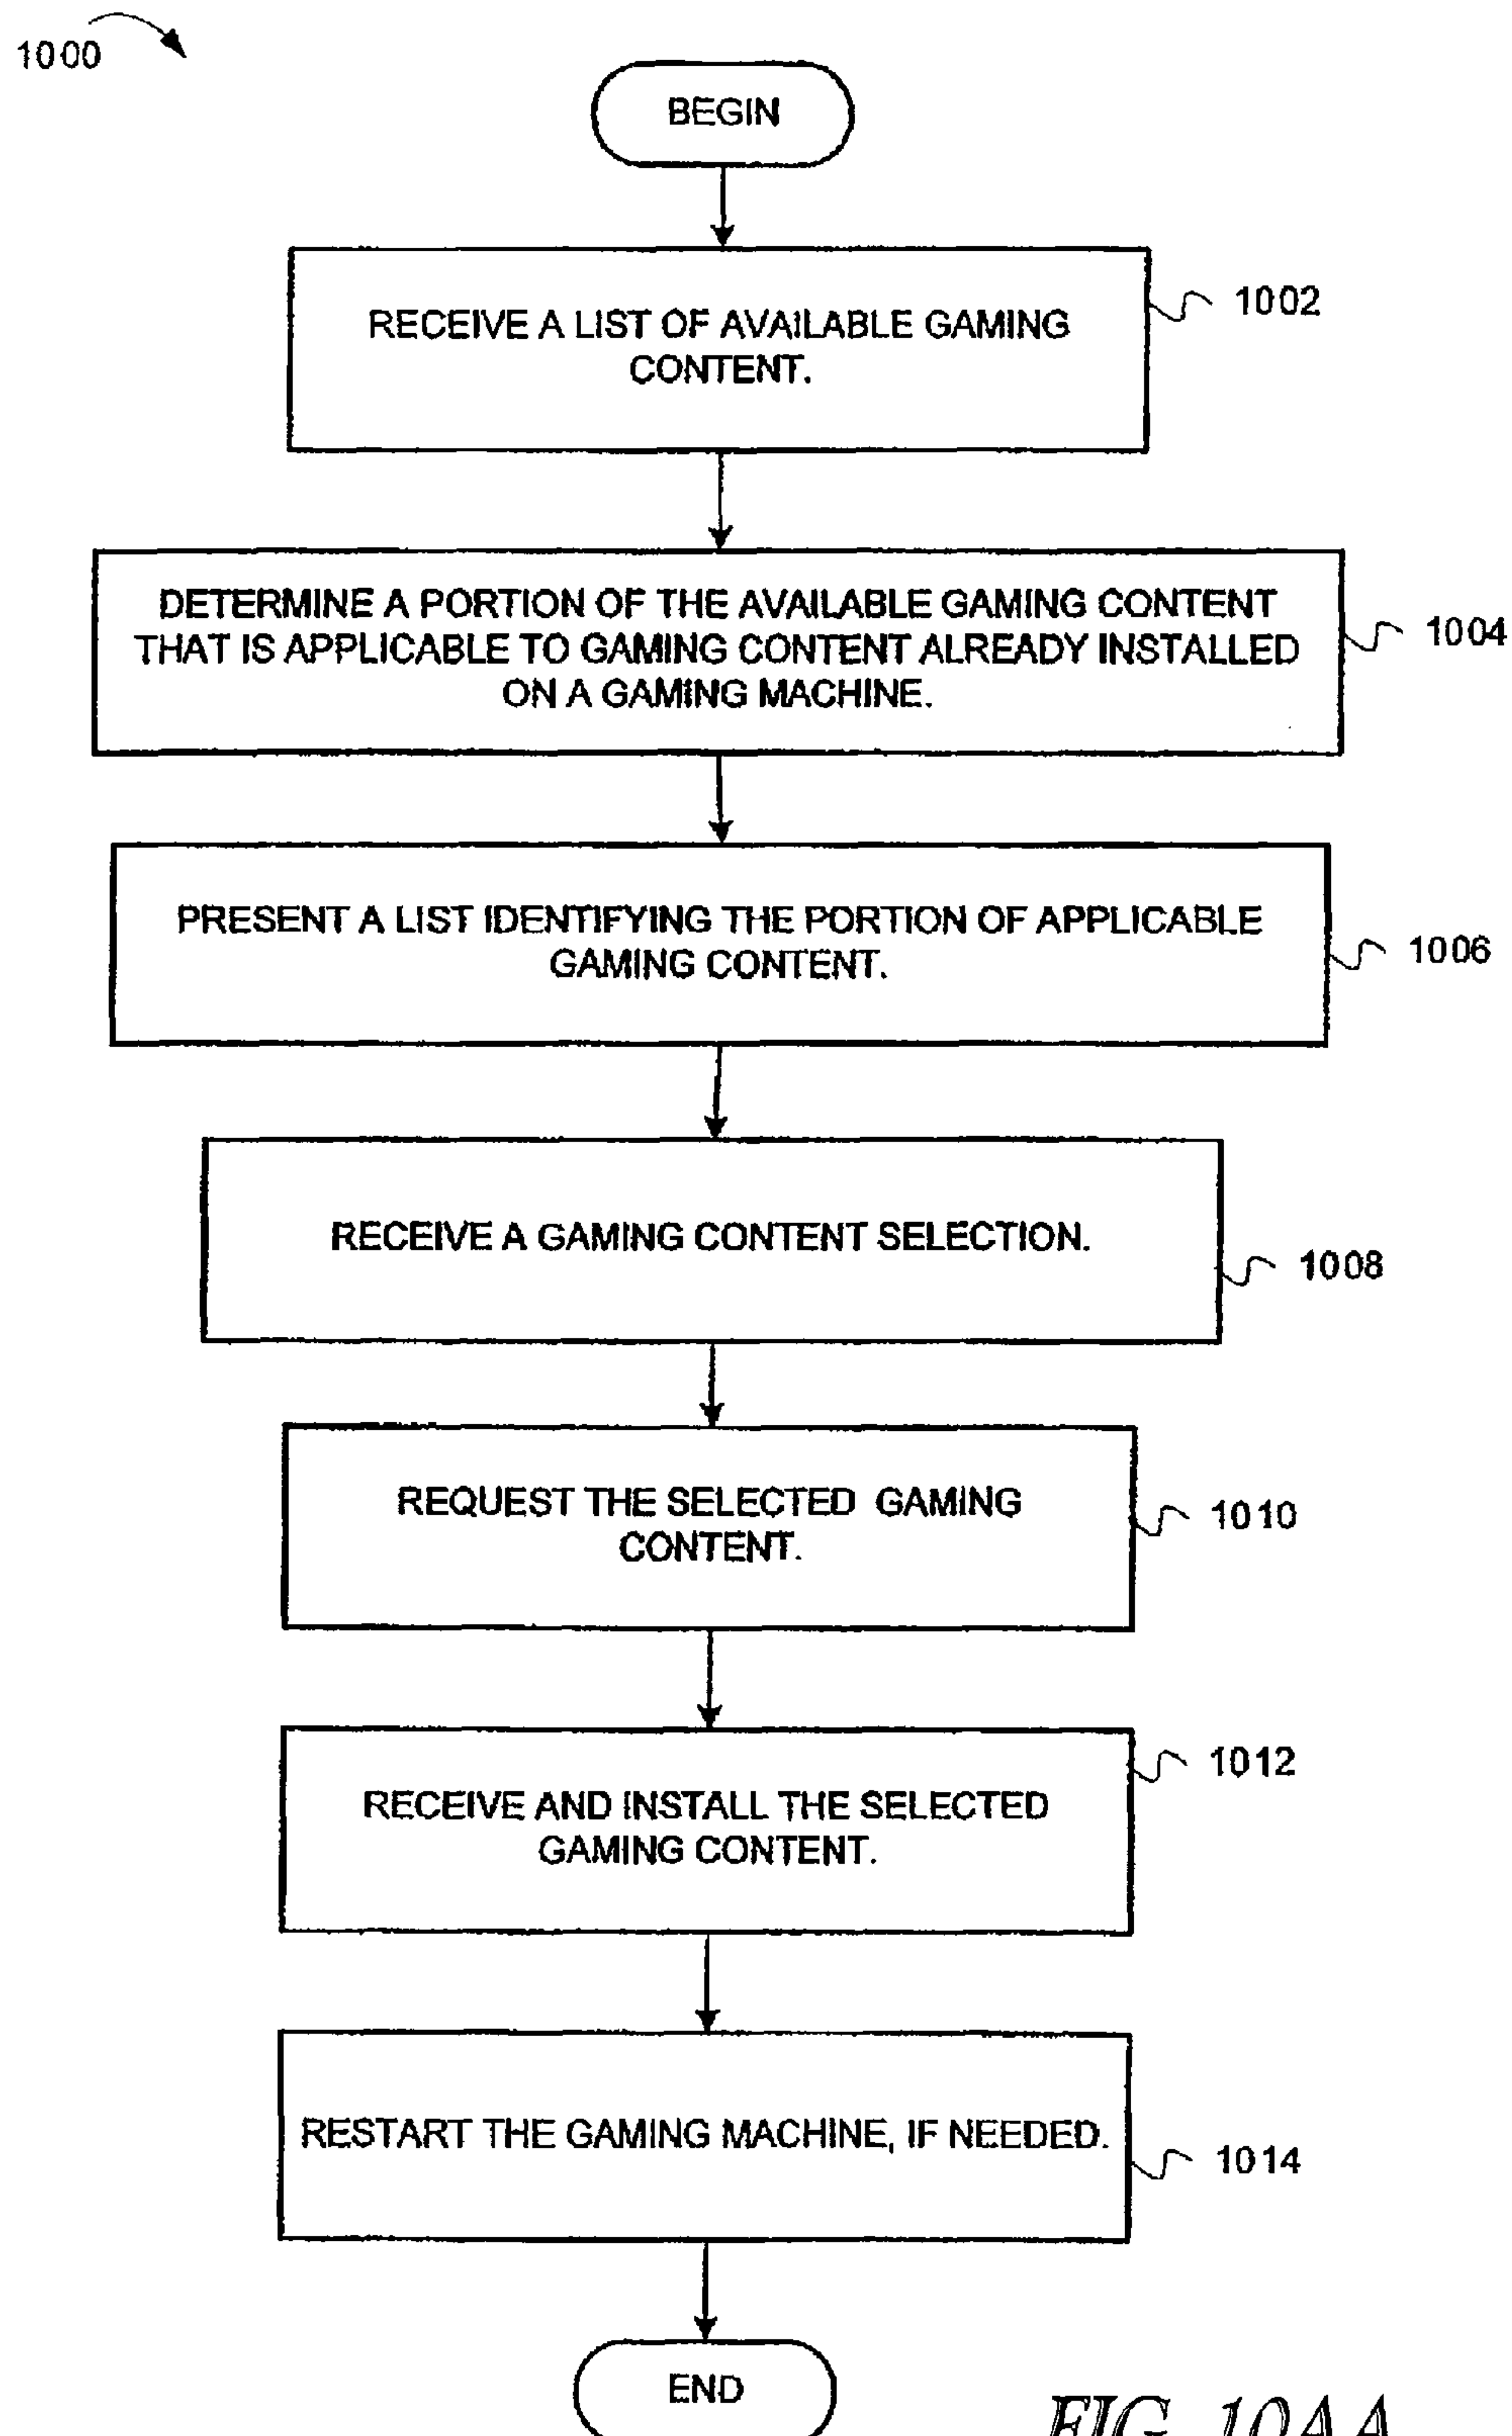 1000
BEGIN
RECEIVE A LIST OF AVAILABLE GAMING
CONTENT.
1002
DETERMINE A PORTION OF THE AVAILABLE GAMING CONTENT
THAT IS APPLICABLE TO GAMING CONTENT ALREADY INSTALLED
ON A GAMING MACHINE.
1004
PRESENT A LIST IDENTIFYING THE PORTION OF APPLICABLE
GAMING CONTENT.
1006
RECEIVE A GAMING CONTENT SELECTION.
1008
REQUEST THE SELECTED GAMING
CONTENT.
1010
RECEIVE AND INSTALL THE SELECTED
GAMING CONTENT.
1012
RESTART THE GAMING MACHINE, IF NEEDED.
1014
END
FIG. 10AA